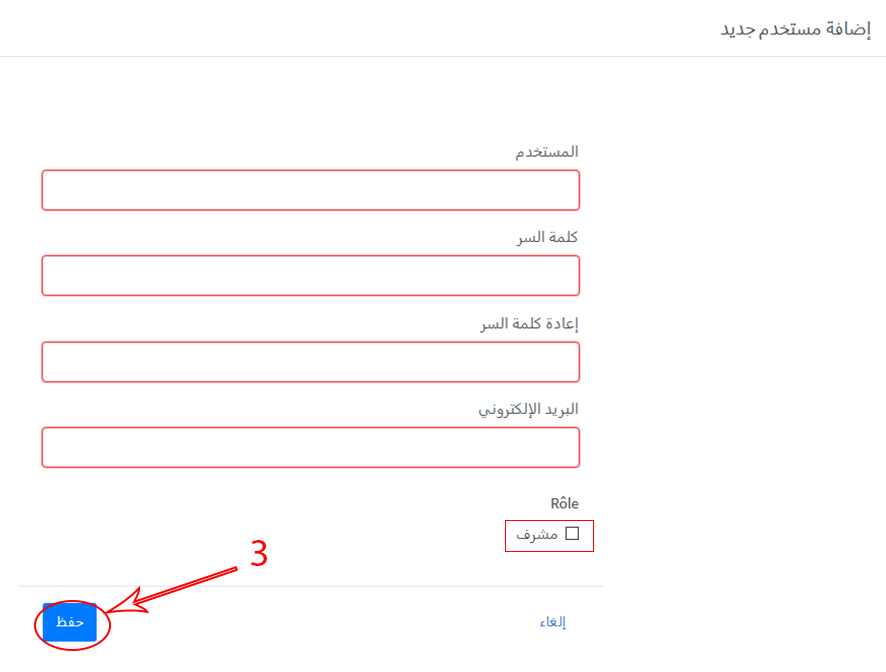 إضافة مستخدم جديد
المستخدم
كلمة السر
إعادة كلمة السر
البريد الإلكتروني
Rôle
مشرف
3
إلغاء
حفظ